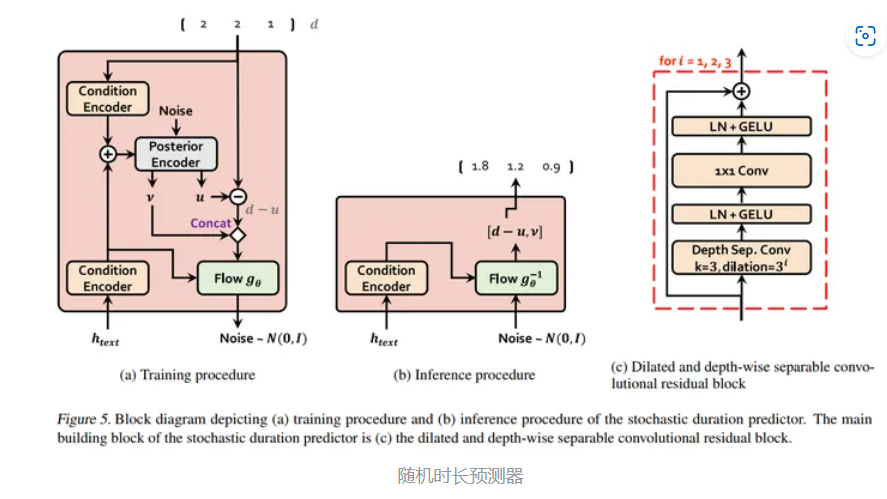 [ 2 2 1 ] d
Condition
Encoder
Noise
Posterior
Encoder
ν u
d − u
Concat
Condition
Encoder
Flow gθ
htext
Noise ~ N(0, I)
(a) Training procedure
[ 1.8 1.2 0.9 ]
[d − u, ν]
Condition
Encoder
Flow gθ⁻¹
htext
Noise ~ N(0, I)
(b) Inference procedure
for i = 1, 2, 3
LN + GELU
1x1 Conv
LN + GELU
Depth Sep. Conv
k=3, dilation=3ⁱ
(c) Dilated and depth-wise separable convo-
lutional residual block
Figure 5. Block diagram depicting (a) training procedure and (b) inference procedure of the stochastic duration predictor. The main
building block of the stochastic duration predictor is (c) the dilated and depth-wise separable convolutional residual block.
随机时长预测器